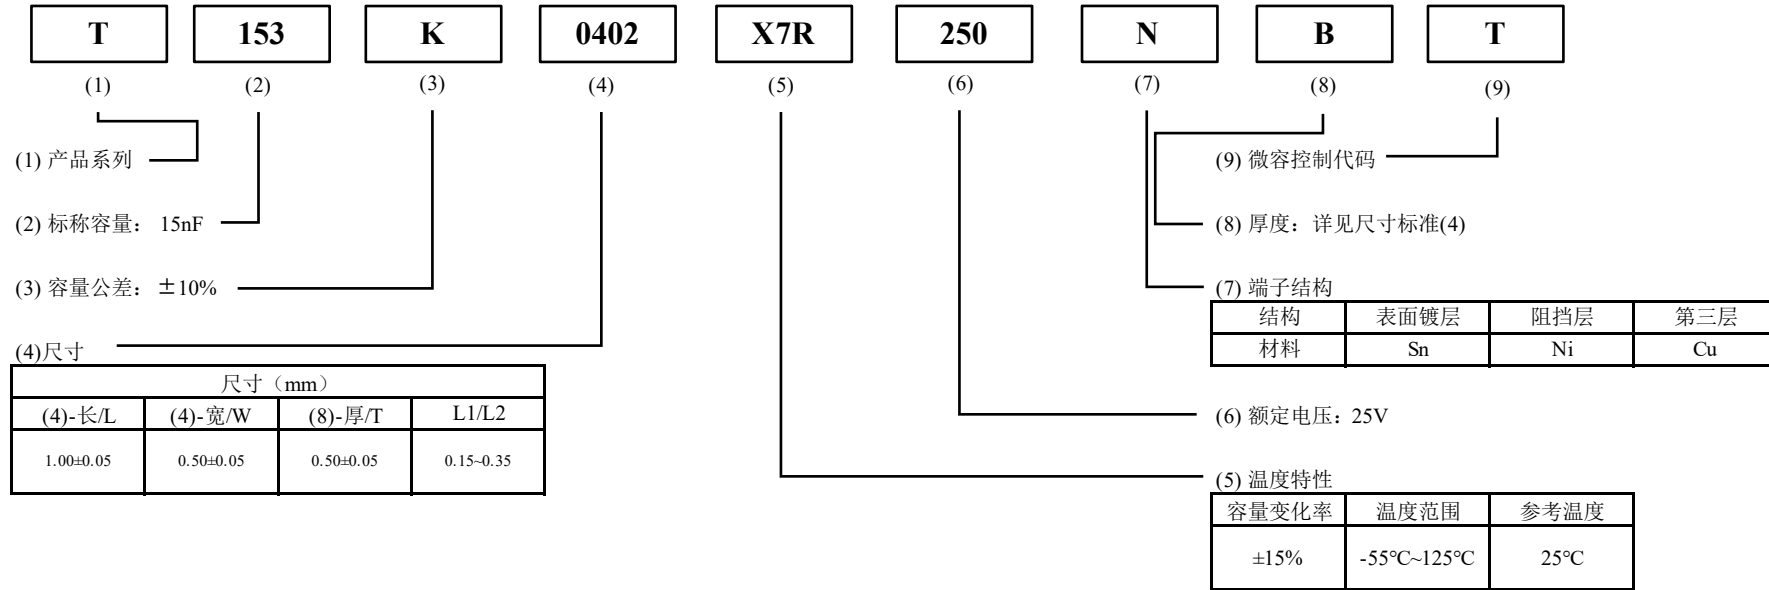 T 153 K 0402 X7R 250 N B T
(1) (2) (3) (4) (5) (6) (7) (8) (9)
(1) 产品系列
(2) 标称容量： 15nF
(3) 容量公差： ±10%
(4)尺寸
尺寸（mm）
(4)-长/L (4)-宽/W (8)-厚/T L1/L2
1.00±0.05 0.50±0.05 0.50±0.05 0.15~0.35
(9) 微容控制代码
(8) 厚度：详见尺寸标准(4)
(7) 端子结构
结构 表面镀层 阻挡层 第三层
材料 Sn Ni Cu
(6) 额定电压：25V
(5) 温度特性
容量变化率 温度范围 参考温度
±15% -55℃~125℃ 25℃